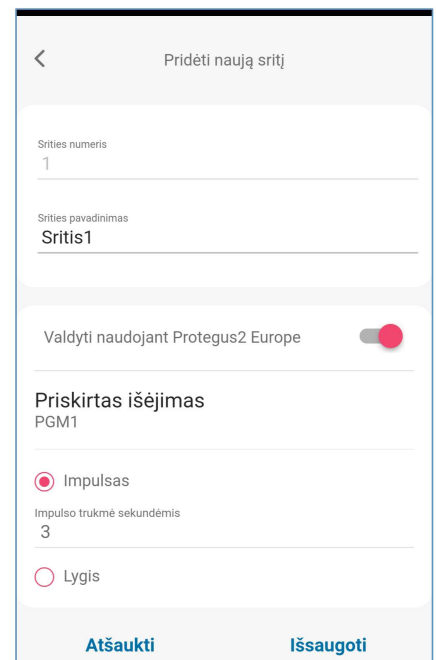 Pridėti naują sritį
Srities numeris
1
Srities pavadinimas
Sritis1
Valdyti naudojant Protegus2 Europe
Priskirtas išėjimas
PGM1
Impulsas
Impulso trukmė sekundėmis
3
Lygis
Atšaukti Išsaugoti